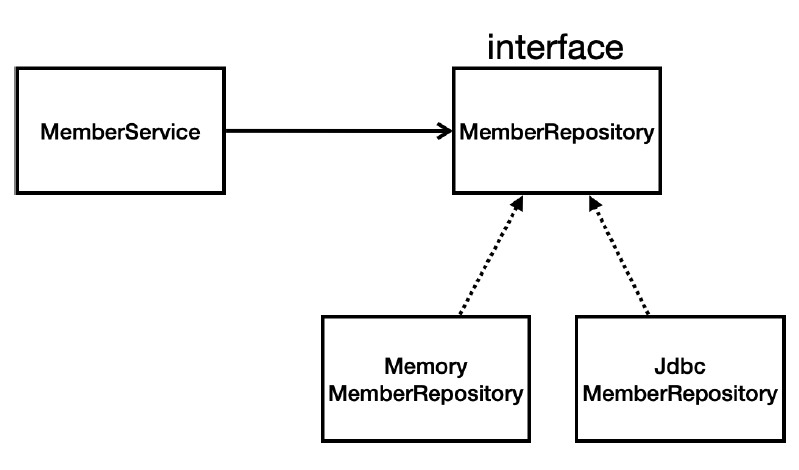 interface
MemberService
MemberRepository
Memory
MemberRepository
Jdbc
MemberRepository